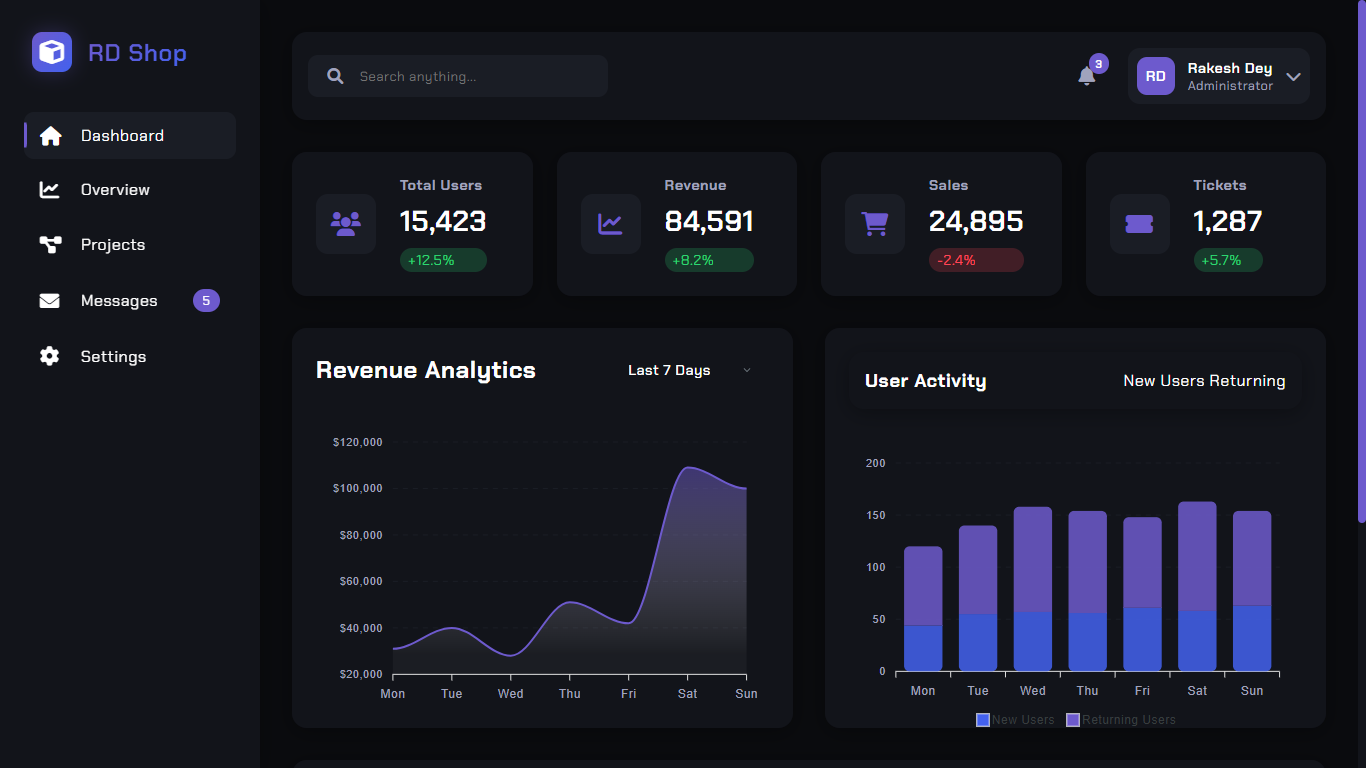 RD Shop
Dashboard
Overview
Projects
Messages 5
Settings
Search anything...
3
RD
Rakesh Dey
Administrator
Total Users
15,423
+12.5%
Revenue
84,591
+8.2%
Sales
24,895
-2.4%
Tickets
1,287
+5.7%
Revenue Analytics
Last 7 Days
$120,000
$100,000
$80,000
$60,000
$40,000
$20,000
Mon Tue Wed Thu Fri Sat Sun
User Activity
New Users Returning
200
150
100
50
0
Mon Tue Wed Thu Fri Sat Sun
New Users Returning Users